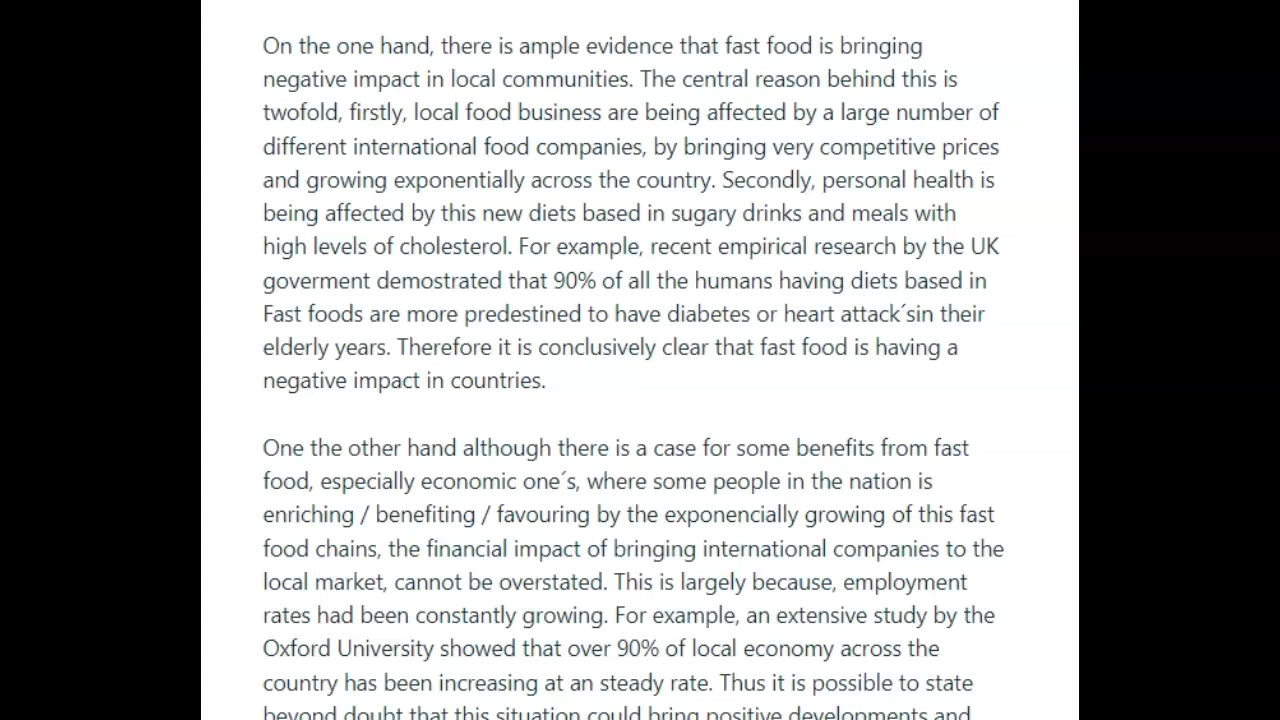 On the one hand, there is ample evidence that fast food is bringing
negative impact in local communities. The central reason behind this is
twofold, firstly, local food business are being affected by a large number of
different international food companies, by bringing very competitive prices
and growing exponentially across the country. Secondly, personal health is
being affected by this new diets based in sugary drinks and meals with
high levels of cholesterol. For example, recent empirical research by the UK
goverment demostrated that 90% of all the humans having diets based in
Fast foods are more predestined to have diabetes or heart attack´sin their
elderly years. Therefore it is conclusively clear that fast food is having a
negative impact in countries.
One the other hand although there is a case for some benefits from fast
food, especially economic one´s, where some people in the nation is
enriching / benefiting / favouring by the exponencially growing of this fast
food chains, the financial impact of bringing international companies to the
local market, cannot be overstated. This is largely because, employment
rates had been constantly growing. For example, an extensive study by the
Oxford University showed that over 90% of local economy across the
country has been increasing at an steady rate. Thus it is possible to state
beyond doubt that this situation could bring positive developments and